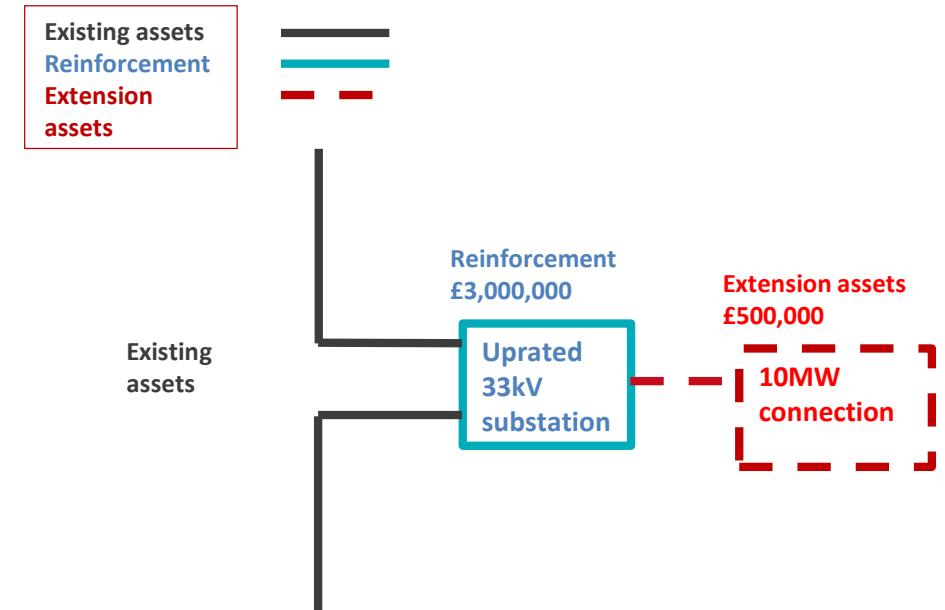 Existing assets
Reinforcement
Extension
assets
Reinforcement
£3,000,000
Extension assets
£500,000
Existing
assets
Uprated
33kV
substation
10MW
connection